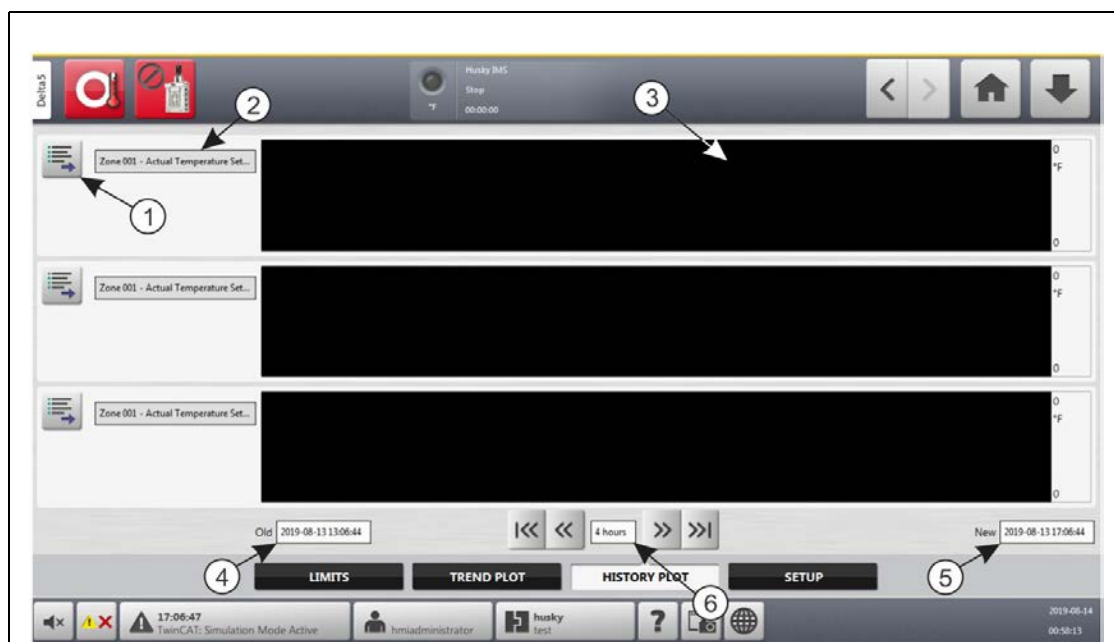 Delta5
Husky IMS
Stop
°F
00:00:00
2
3
1
Zone 001 - Actual Temperature Set...
0
°F
0
Zone 001 - Actual Temperature Set...
0
°F
0
Zone 001 - Actual Temperature Set...
0
°F
0
Old 2019-08-13 13:06:44
4 hours
New 2019-08-13 17:06:44
4
5
6
LIMITS
TREND PLOT
HISTORY PLOT
SETUP
17:06:47
TwinCAT: Simulation Mode Active
hmiadministrator
husky
test
?
2019-08-14
00:58:13